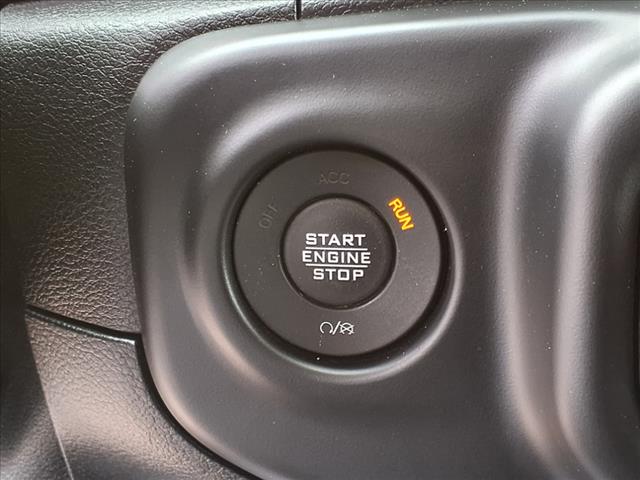 ACC
OFF
RUN
START
ENGINE
STOP